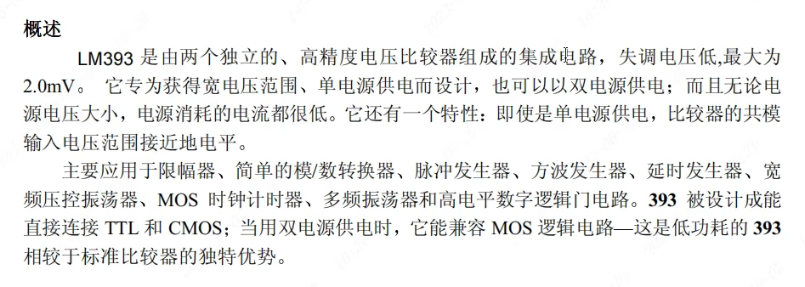 概述
LM393 是由两个独立的、高精度电压比较器组成的集成电路，失调电压低,最大为
2.0mV。 它专为获得宽电压范围、单电源供电而设计，也可以以双电源供电；而且无论电
源电压大小，电源消耗的电流都很低。它还有一个特性：即使是单电源供电，比较器的共模
输入电压范围接近地电平。
主要应用于限幅器、简单的模/数转换器、脉冲发生器、方波发生器、延时发生器、宽
频压控振荡器、MOS 时钟计时器、多频振荡器和高电平数字逻辑门电路。393 被设计成能
直接连接 TTL 和 CMOS；当用双电源供电时，它能兼容 MOS 逻辑电路—这是低功耗的 393
相较于标准比较器的独特优势。